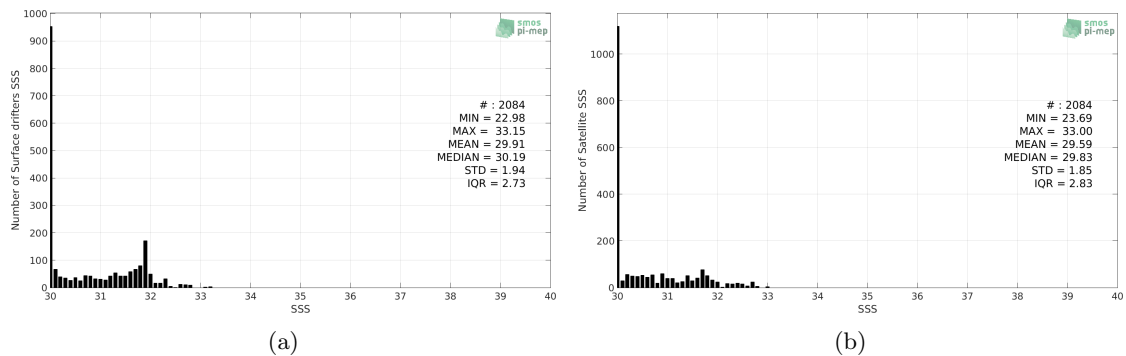 1000
900
800
700
600
500
400
300
200
100
0
30 31 32 33 34 35 36 37 38 39 40
SSS
Number of Surface drifters SSS
smos
pi-mep
# : 2084
MIN = 22.98
MAX = 33.15
MEAN = 29.91
MEDIAN = 30.19
STD = 1.94
IQR = 2.73
(a)
1000
800
600
400
200
0
30 31 32 33 34 35 36 37 38 39 40
SSS
Number of Satellite SSS
smos
pi-mep
# : 2084
MIN = 23.69
MAX = 33.00
MEAN = 29.59
MEDIAN = 29.83
STD = 1.85
IQR = 2.83
(b)